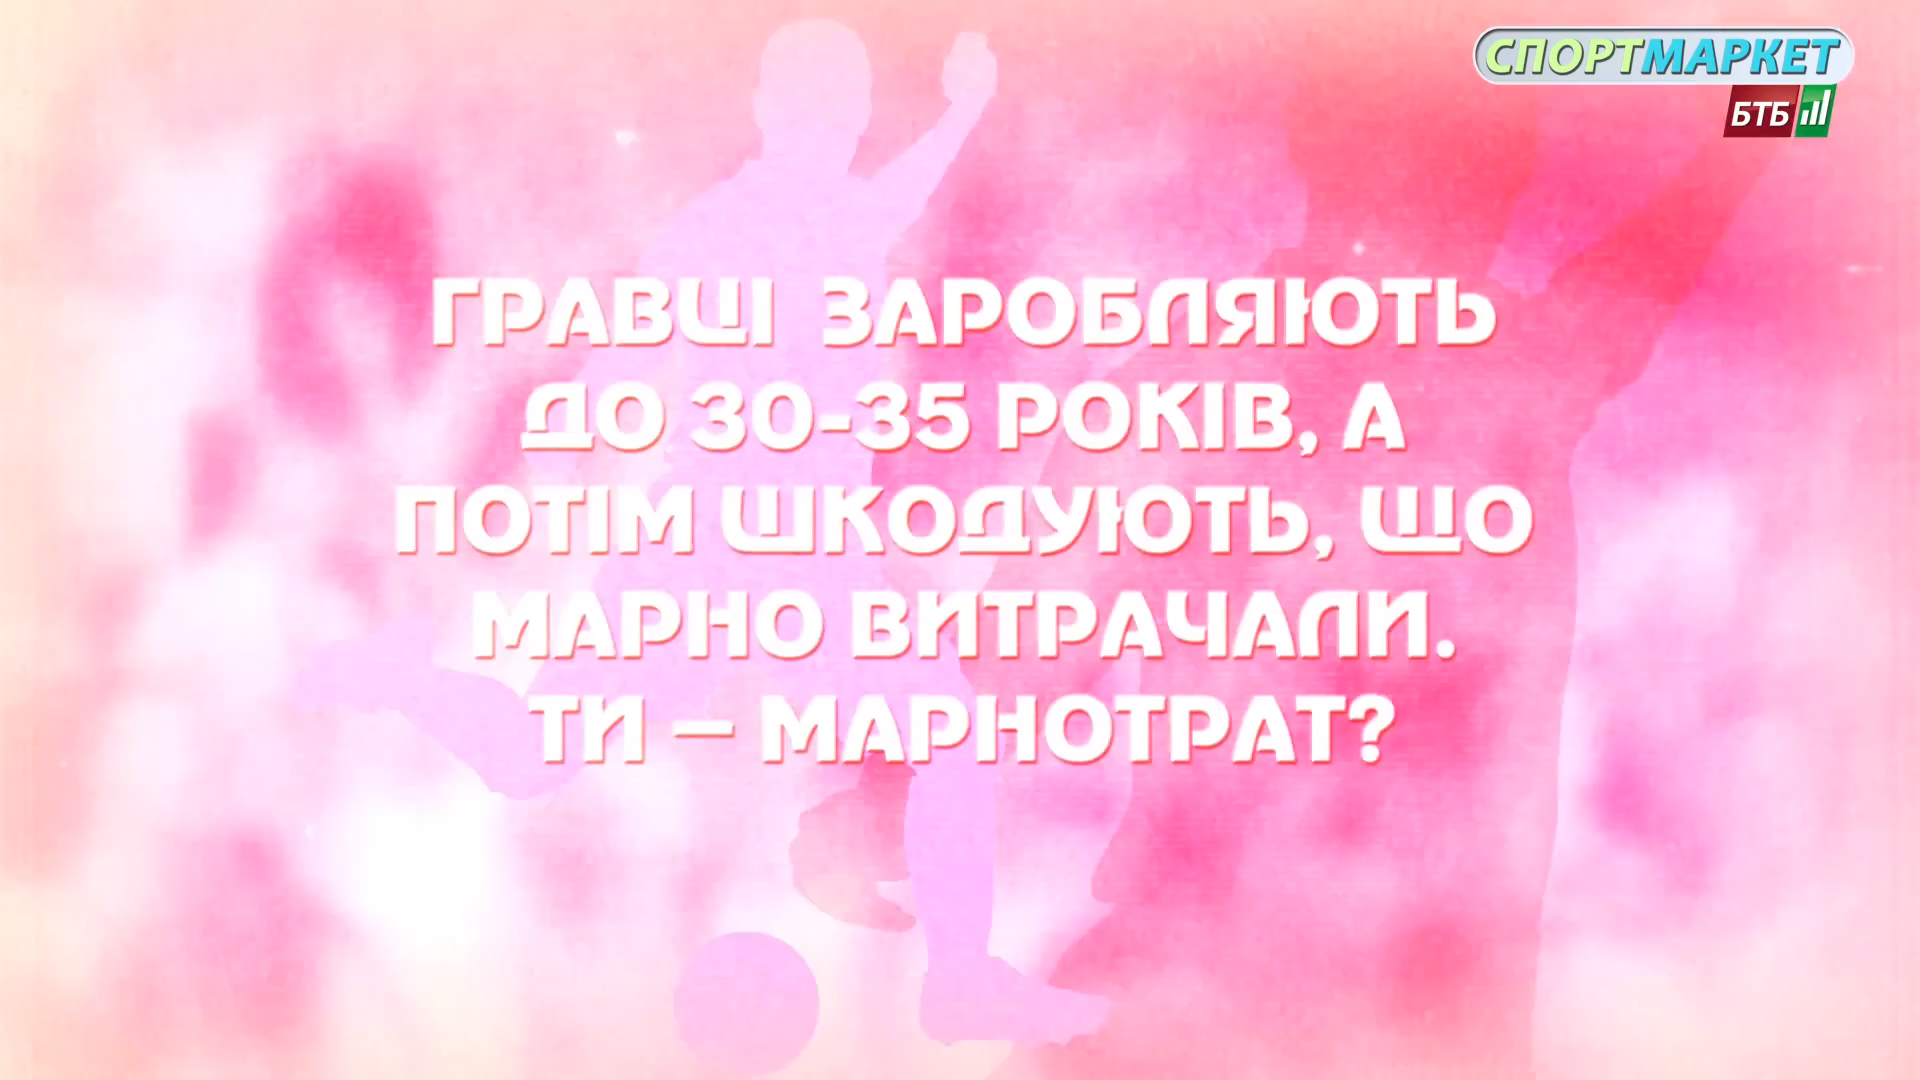 СПОРТМАРКЕТ
БТБ
ГРАВЦІ ЗАРОБЛЯЮТЬ
ДО 30-35 РОКІВ, А
ПОТІМ ШКОДУЮТЬ, ЩО
МАРНО ВИТРАЧАЛИ.
ТИ – МАРНОТРАТ?